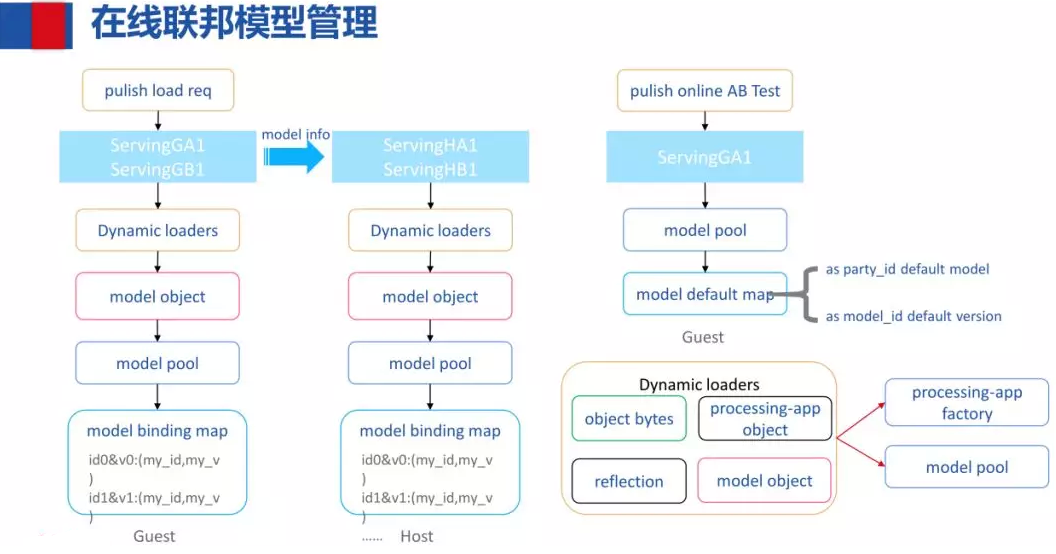 在线联邦模型管理
pulish load req
ServingGA1
ServingGB1
model info
ServingHA1
ServingHB1
Dynamic loaders
Dynamic loaders
model object
model object
model pool
model pool
model binding map
id0&v0:(my_id,my_v
)
id1&v1:(my_id,my_v
)
Guest
model binding map
id0&v0:(my_id,my_v
)
id1&v1:(my_id,my_v
)
......
Host
pulish online AB Test
ServingGA1
model pool
model default map
as party_id default model
as model_id default version
Guest
Dynamic loaders
object bytes
processing-app
object
reflection
model object
processing-app
factory
model pool